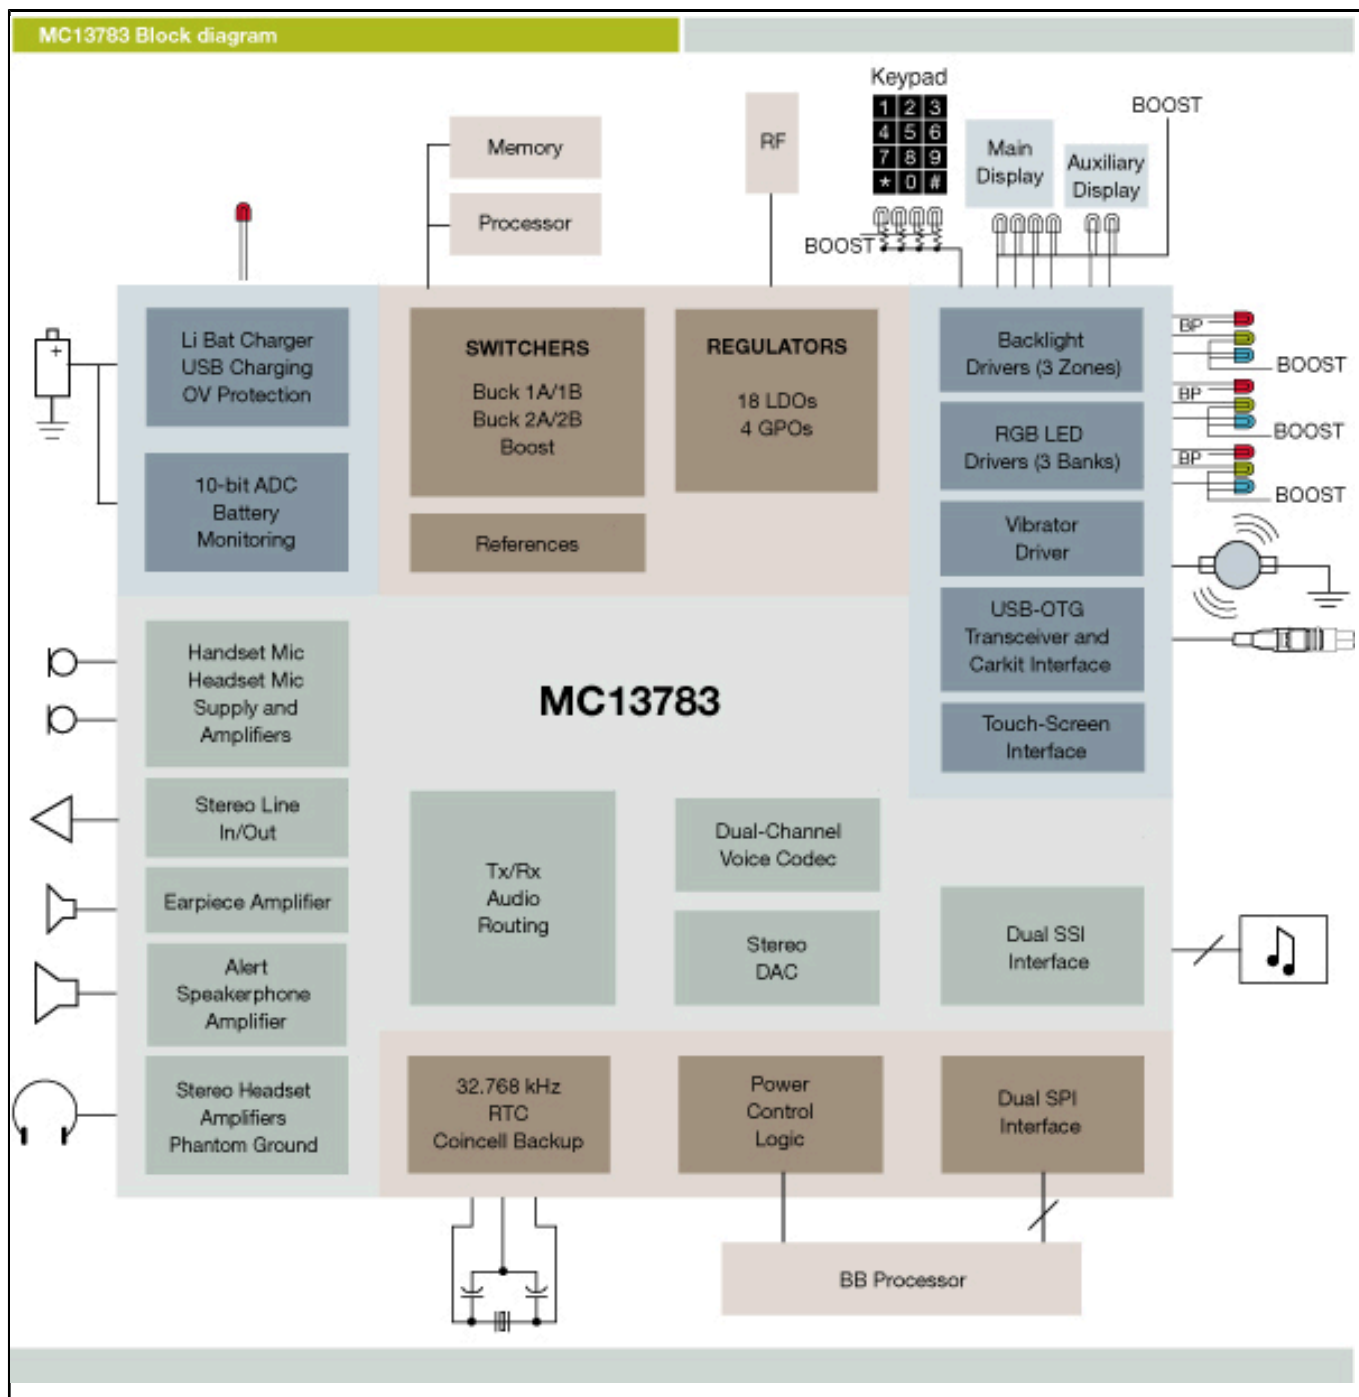 MC13783 Block diagram
Keypad
1 2 3
4 5 6
7 8 9
* 0 #
BOOST
Memory
Processor
RF
Main
Display
Auxiliary
Display
BOOST
Li Bat Charger
USB Charging
OV Protection
10-bit ADC
Battery
Monitoring
SWITCHERS
Buck 1A/1B
Buck 2A/2B
Boost
References
REGULATORS
18 LDOs
4 GPOs
Backlight
Drivers (3 Zones)
RGB LED
Drivers (3 Banks)
Vibrator
Driver
USB-OTG
Transceiver and
Carkit Interface
Touch-Screen
Interface
BP
BOOST
BP
BOOST
BP
BOOST
MC13783
Handset Mic
Headset Mic
Supply and
Amplifiers
Stereo Line
In/Out
Earpiece Amplifier
Alert
Speakerphone
Amplifier
Stereo Headset
Amplifiers
Phantom Ground
Tx/Rx
Audio
Routing
Dual-Channel
Voice Codec
Stereo
DAC
Dual SSI
Interface
32.768 kHz
RTC
Coincell Backup
Power
Control
Logic
Dual SPI
Interface
BB Processor